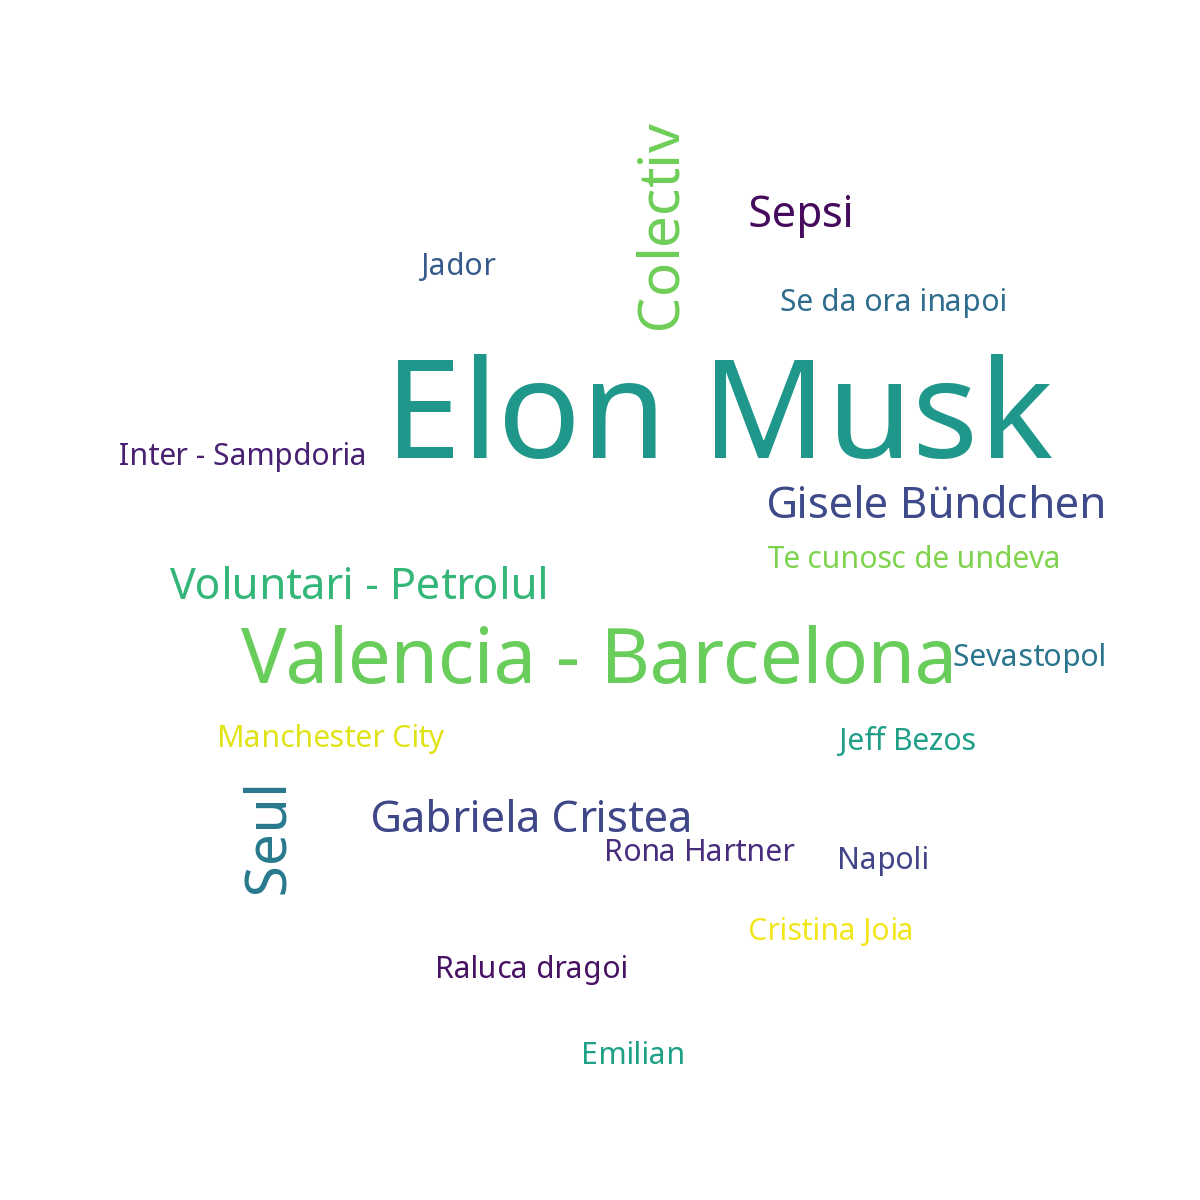 Colectiv
Sepsi
Jador
Se da ora inapoi
Elon Musk
Inter - Sampdoria
Gisele Bündchen
Te cunosc de undeva
Voluntari - Petrolul
Valencia - Barcelona
Sevastopol
Manchester City
Jeff Bezos
Seul
Gabriela Cristea
Rona Hartner
Napoli
Cristina Joia
Raluca dragoi
Emilian